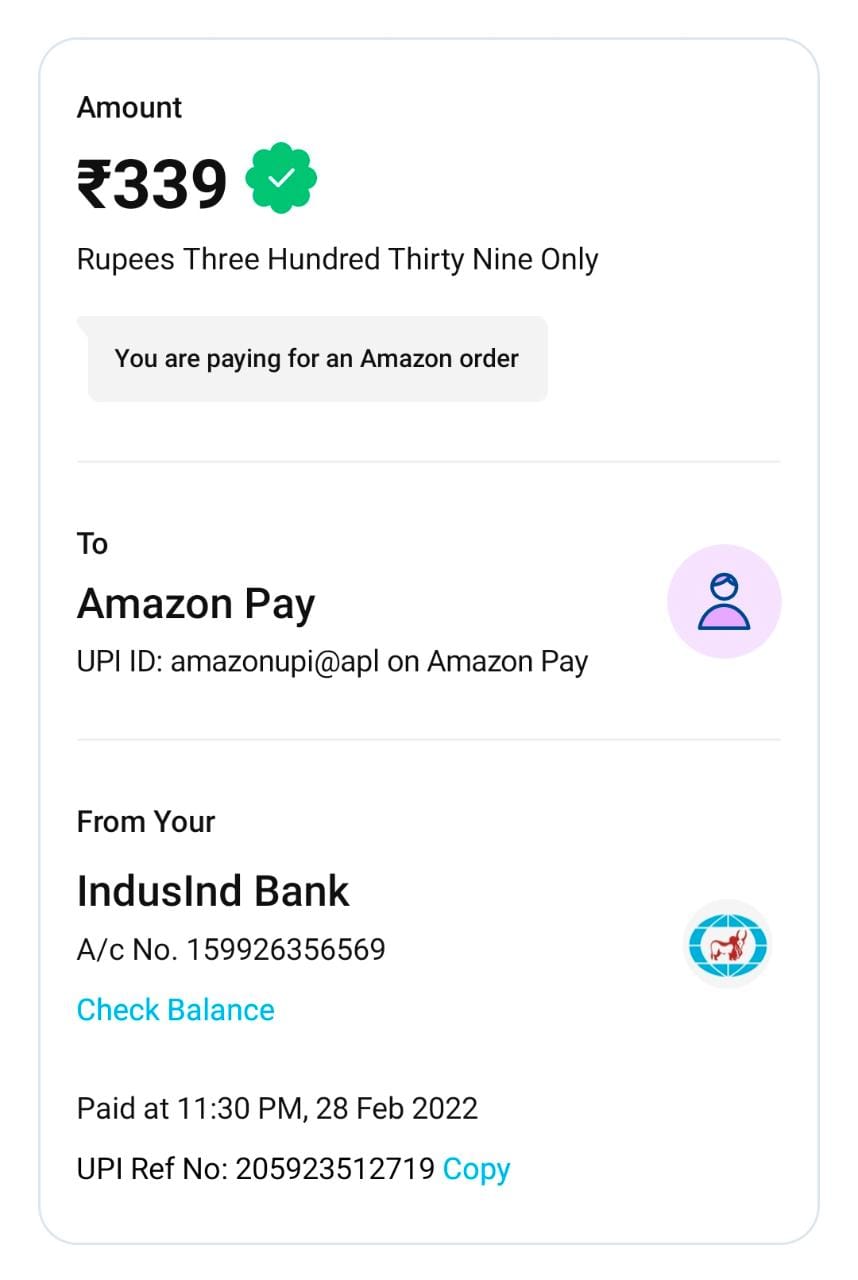 Amount
₹339
Rupees Three Hundred Thirty Nine Only
You are paying for an Amazon order
To
Amazon Pay
UPI ID: amazonupi@apl on Amazon Pay
From Your
IndusInd Bank
A/c No. 159926356569
Check Balance
Paid at 11:30 PM, 28 Feb 2022
UPI Ref No: 205923512719 Copy